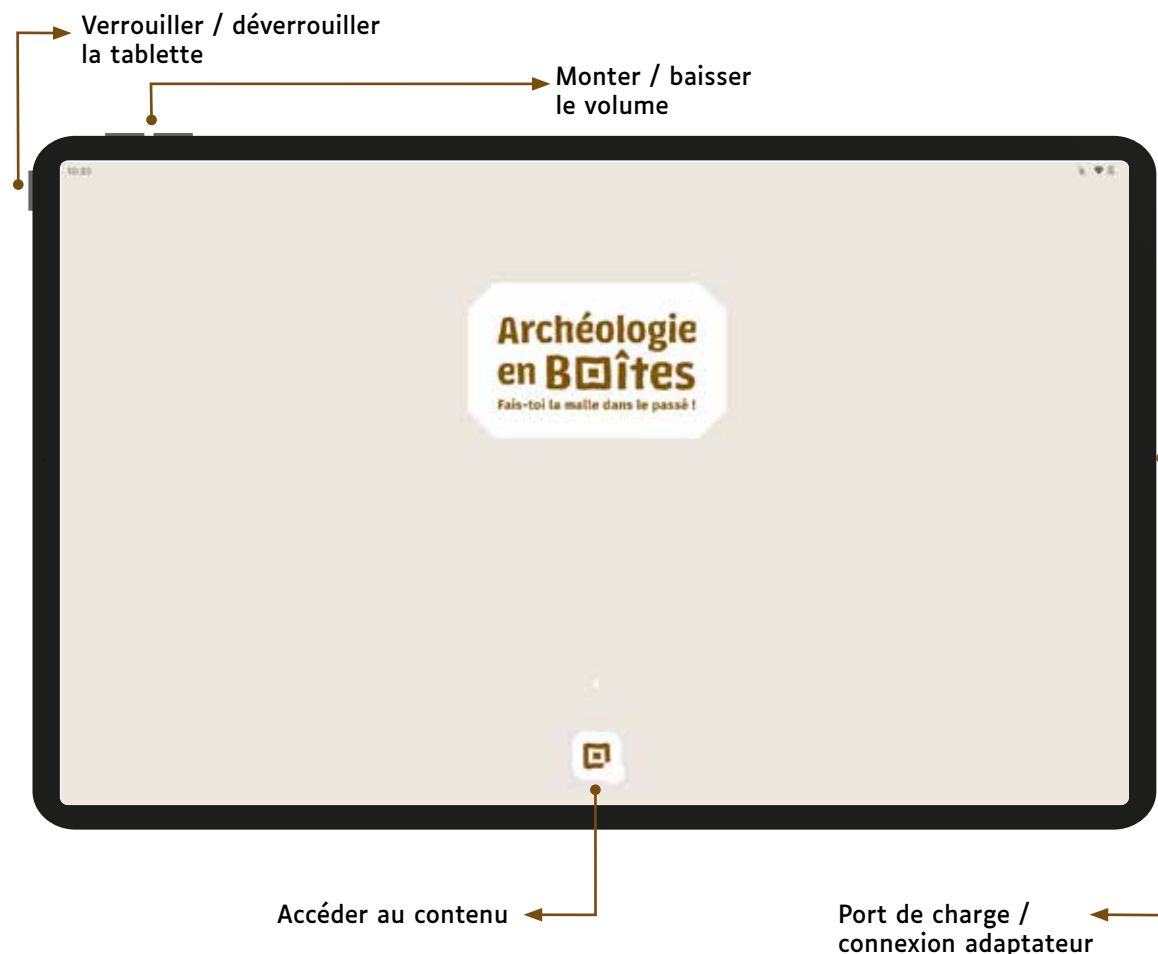 Verrouiller / déverrouiller
la tablette
Monter / baisser
le volume
Archéologie
en Boîtes
Fais-toi la malle dans le passé !
Accéder au contenu
Port de charge /
connexion adaptateur